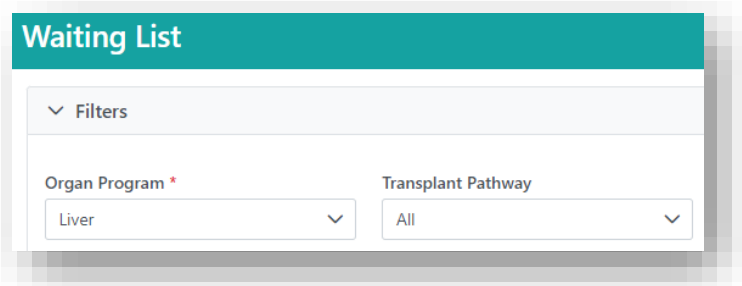 Waiting List
Filters
Organ Program *
Transplant Pathway
Liver
All